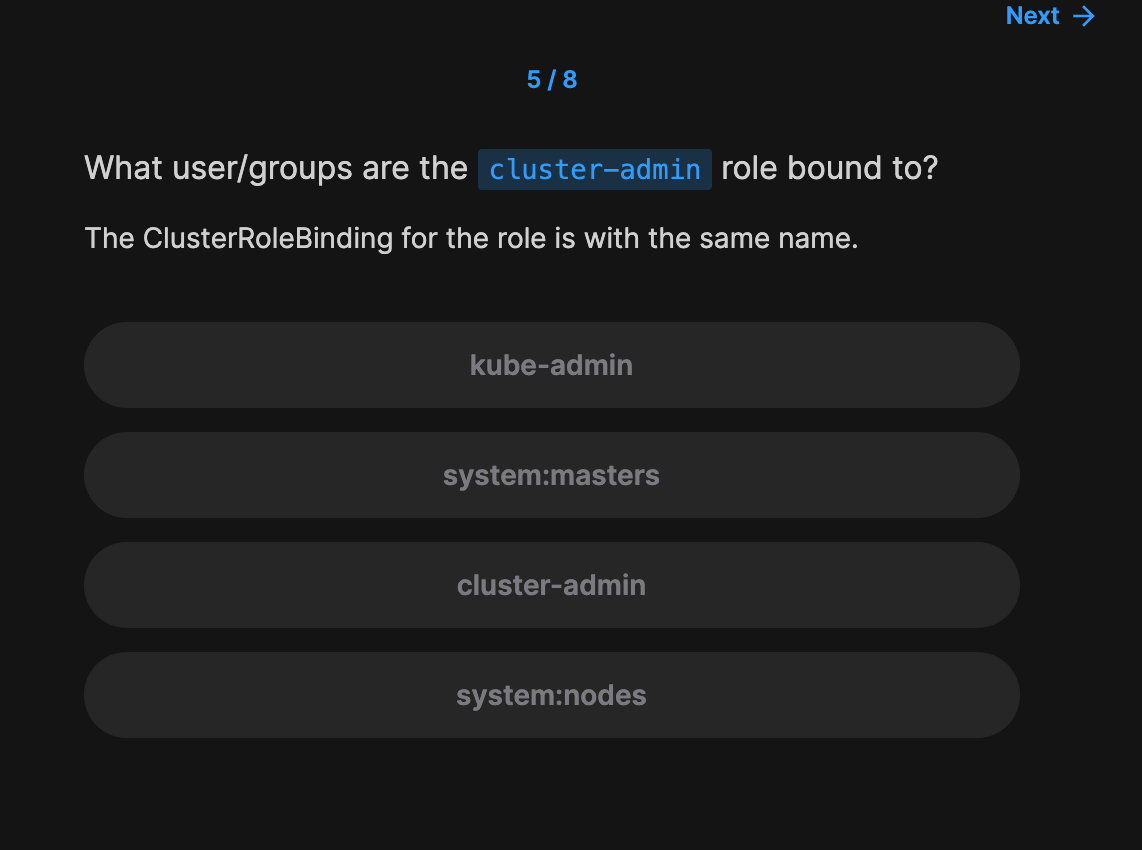 Next →
5 / 8
What user/groups are the cluster-admin role bound to?
The ClusterRoleBinding for the role is with the same name.
kube-admin
system:masters
cluster-admin
system:nodes